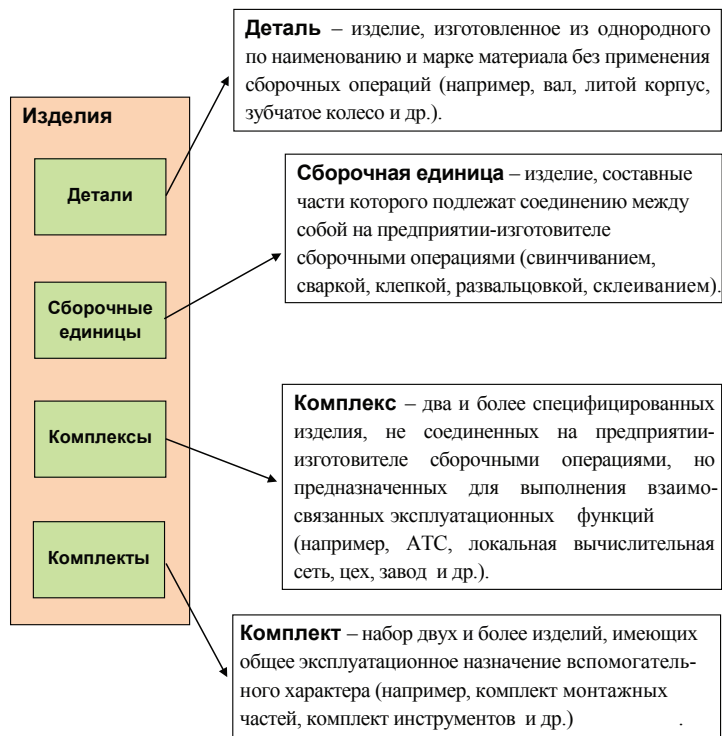 Деталь – изделие, изготовленное из однородного
по наименованию и марке материала без применения
сборочных операций (например, вал, литой корпус,
зубчатое колесо и др.).
Изделия
Детали
Сборочная единица – изделие, составные
части которого подлежат соединению между
собой на предприятии-изготовителе
сборочными операциями (свинчиванием,
сваркой, клепкой, развальцовкой, склеиванием).
Сборочные
единицы
Комплекс – два и более специфицированных
изделия, не соединенных на предприятии-
изготовителе сборочными операциями, но
предназначенных для выполнения взаимо-
связанных эксплуатационных функций
(например, АТС, локальная вычислительная
сеть, цех, завод и др.).
Комплексы
Комплекты
Комплект – набор двух и более изделий, имеющих
общее эксплуатационное назначение вспомогатель-
ного характера (например, комплект монтажных
частей, комплект инструментов и др.) .